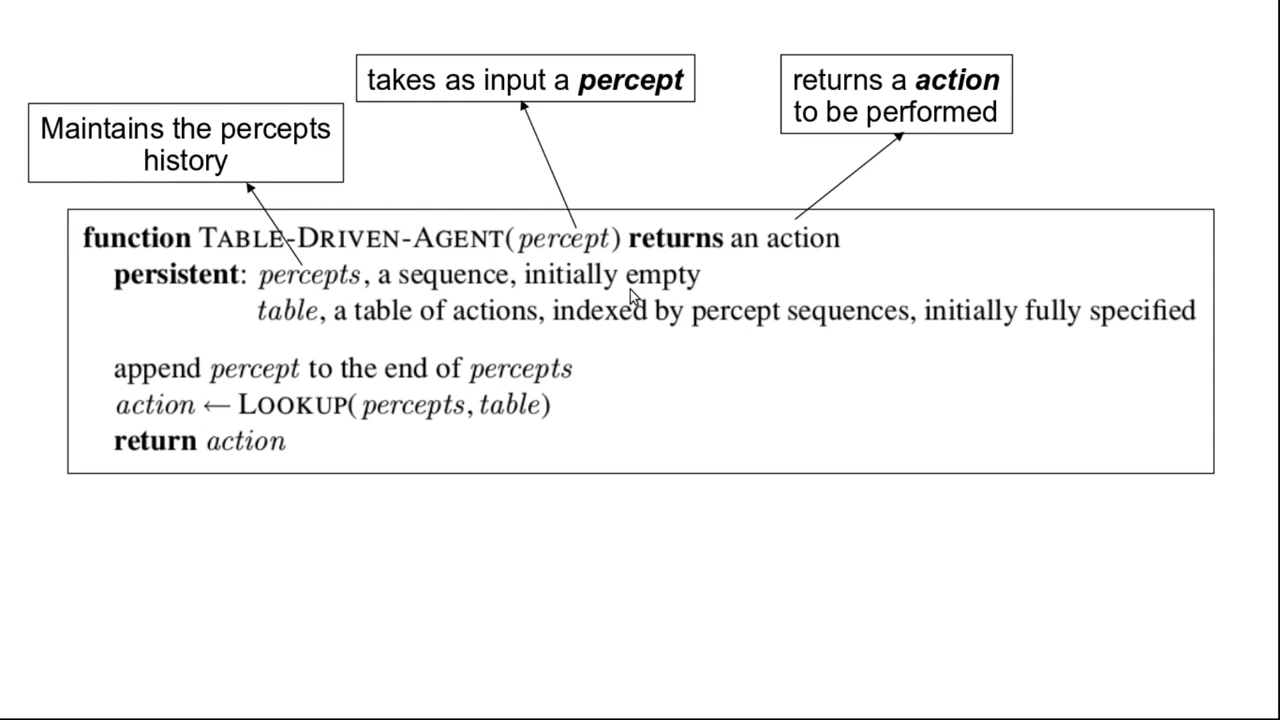 takes as input a percept
returns a action
to be performed
Maintains the percepts
history
function TABLE-DRIVEN-AGENT(percept) returns an action
persistent: percepts, a sequence, initially empty
table, a table of actions, indexed by percept sequences, initially fully specified
append percept to the end of percepts
action ← LOOKUP(percepts, table)
return action